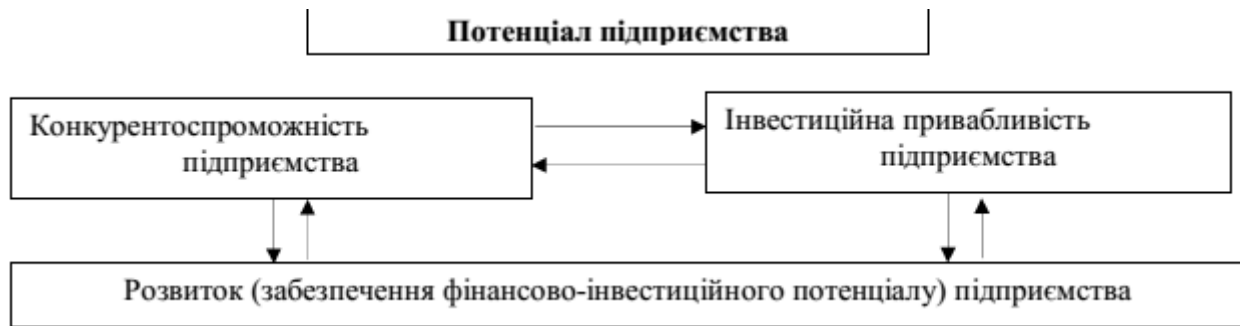 Потенціал підприємства
Конкурентоспроможність
підприємства
Інвестиційна привабливість
підприємства
Розвиток (забезпечення фінансово-інвестиційного потенціалу) підприємства